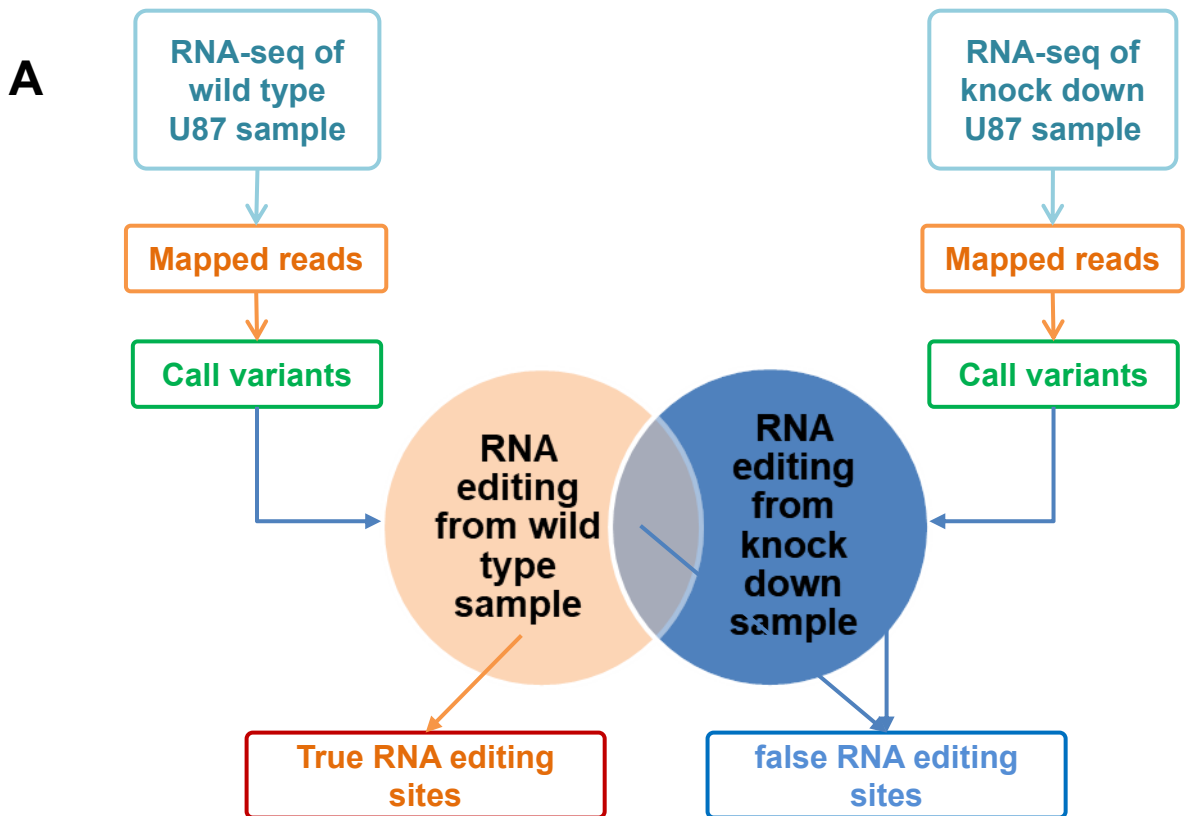 A
RNA-seq of
wild type
U87 sample
RNA-seq of
knock down
U87 sample
Mapped reads
Mapped reads
Call variants
Call variants
RNA
editing
from wild
type
sample
RNA
editing
from
knock
down
sample
True RNA editing
sites
false RNA editing
sites